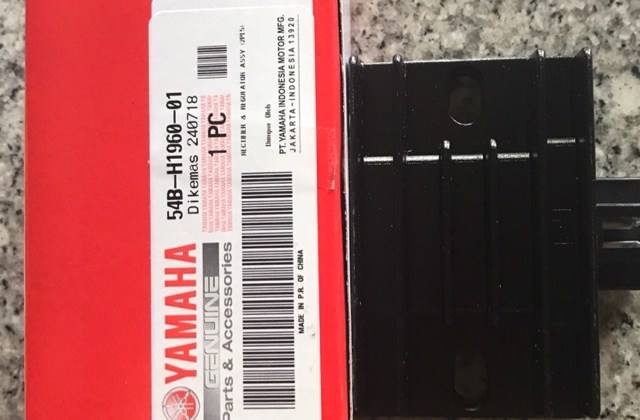 54B-H1960-01
Dikemas 240718
1 PC
RECTIFIER & REGULATOR ASSY (2PPIS)
Diimpor Oleh
PT. YAMAHA INDONESIA MOTOR MFG.
JAKARTA-INDONESIA 13920
YAMAHA
GENUINE
Parts & Accessories
MADE IN P.R. OF CHINA